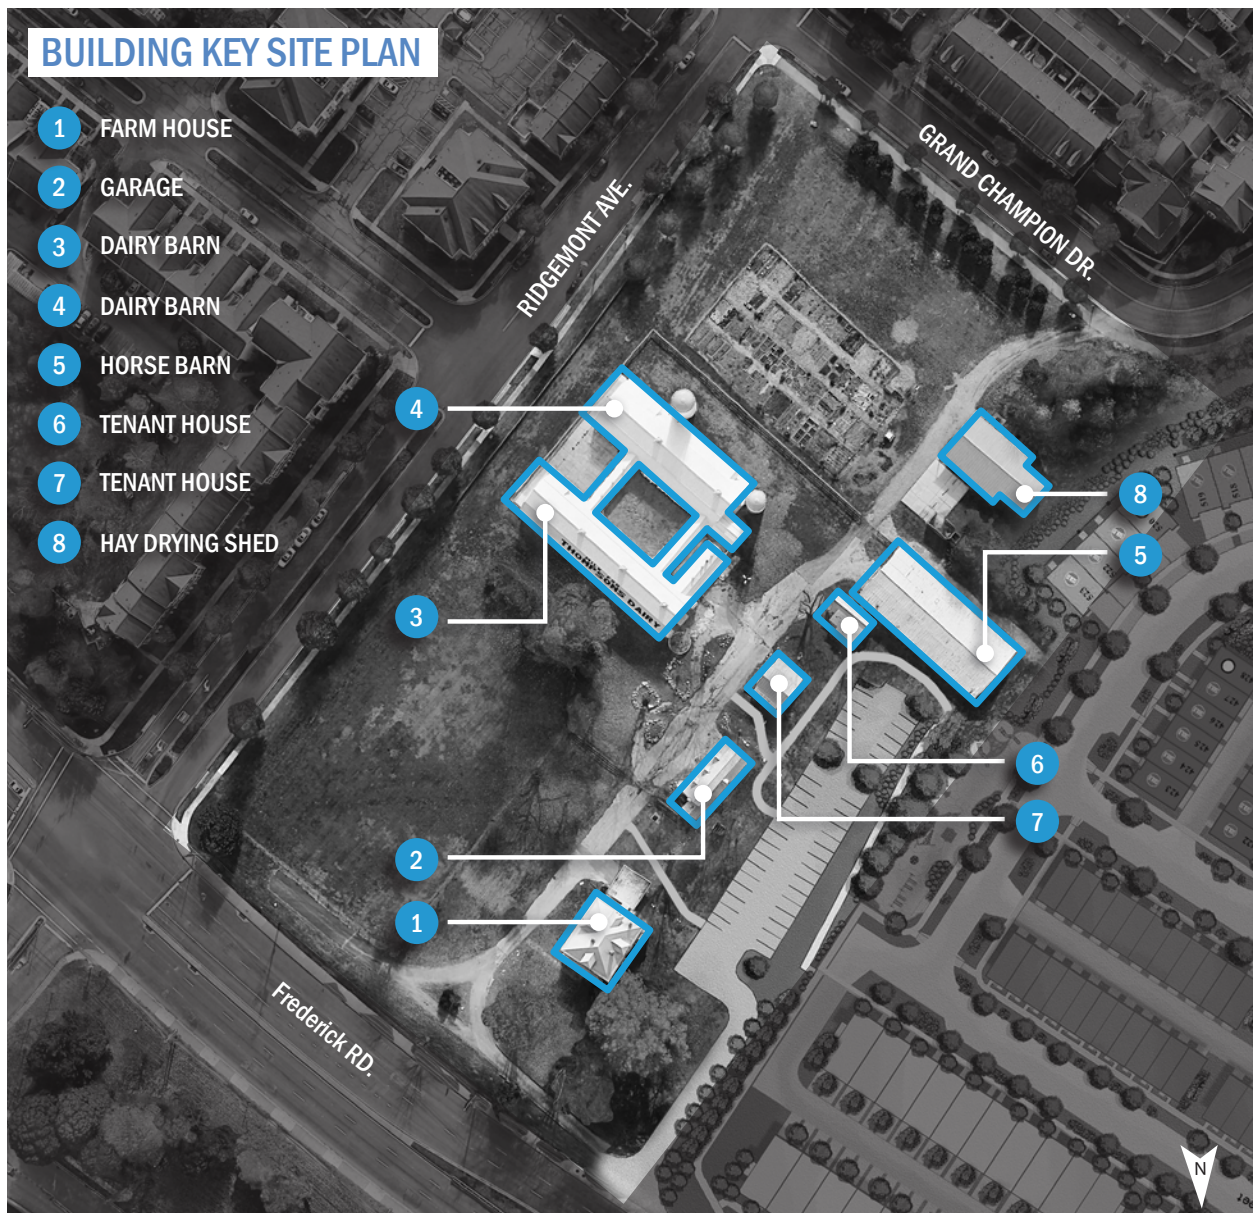 BUILDING KEY SITE PLAN
1 FARM HOUSE
2 GARAGE
3 DAIRY BARN
4 DAIRY BARN
5 HORSE BARN
6 TENANT HOUSE
7 TENANT HOUSE
8 HAY DRYING SHED
GRAND CHAMPION DR.
RIDGEMONT AVE.
4
8
5
3
THOMPSONS DAIRY
6
7
2
1
Frederick RD.
N